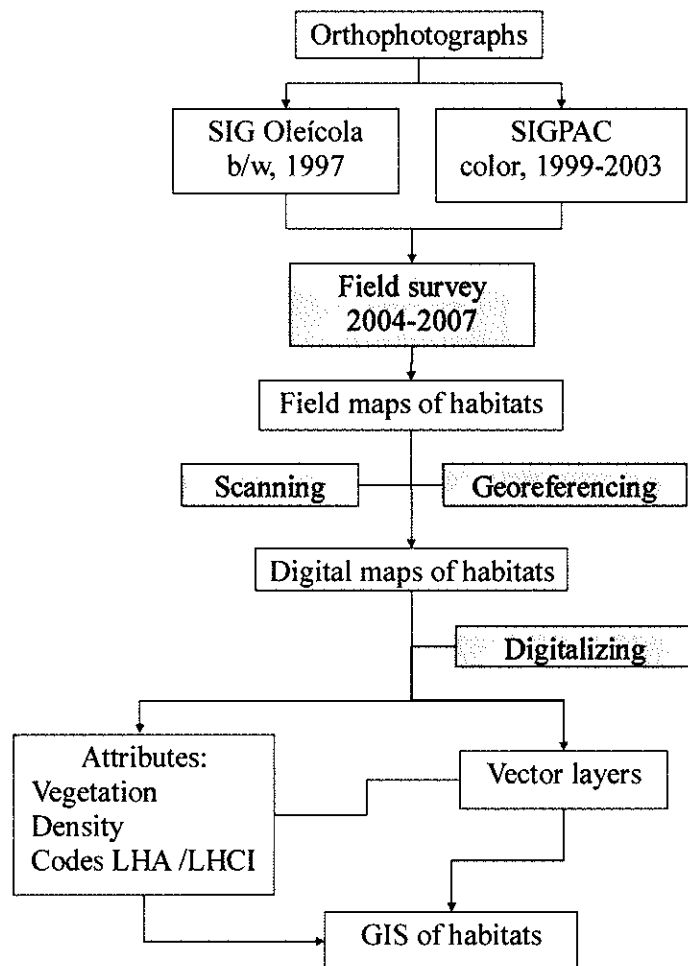 Orthophotographs
SIG Oleícola
b/w, 1997
SIGPAC
color, 1999-2003
Field survey
2004-2007
Field maps of habitats
Scanning
Georeferencing
Digital maps of habitats
Digitalizing
Attributes:
Vegetation
Density
Codes LHA /LHCI
Vector layers
GIS of habitats